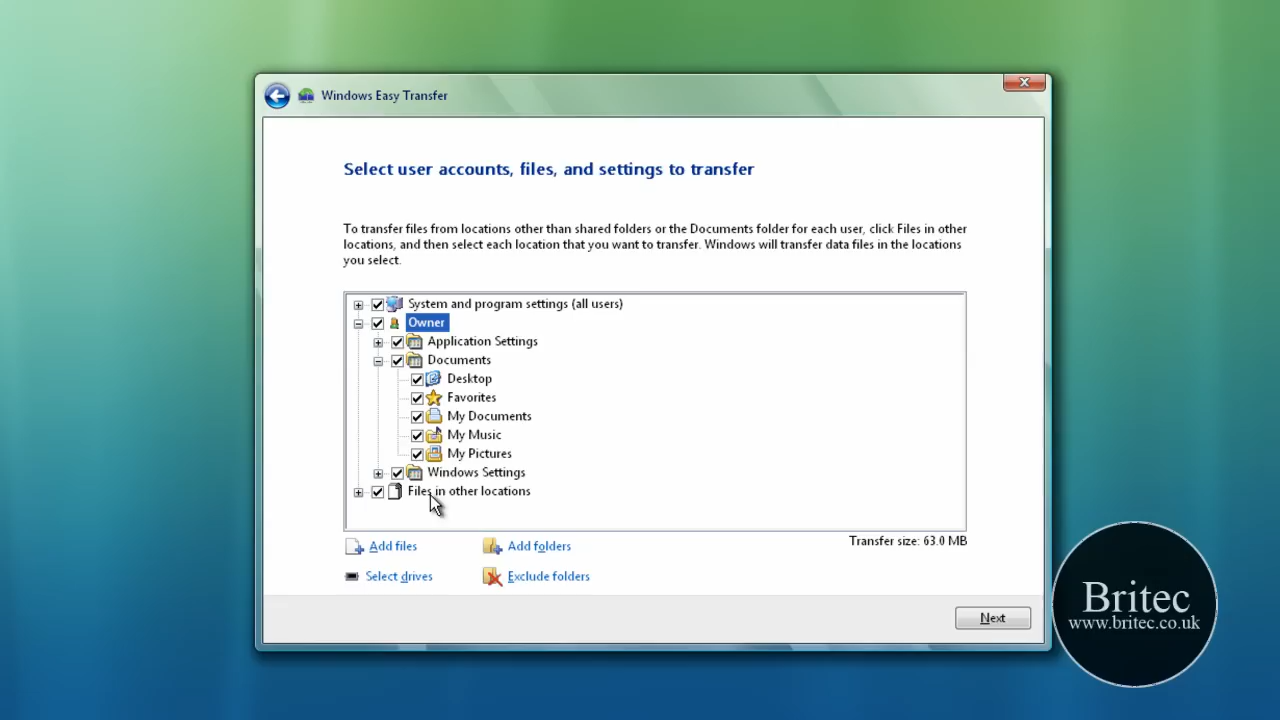 Windows Easy Transfer
Select user accounts, files, and settings to transfer
To transfer files from locations other than shared folders or the Documents folder for each user, click Files in other
locations, and then select each location that you want to transfer. Windows will transfer data files in the locations
you select.
System and program settings (all users)
Owner
Application Settings
Documents
Desktop
Favorites
My Documents
My Music
My Pictures
Windows Settings
Files in other locations
Add files
Add folders
Transfer size: 63.0 MB
Select drives
Exclude folders
Next
Britec
www.britec.co.uk